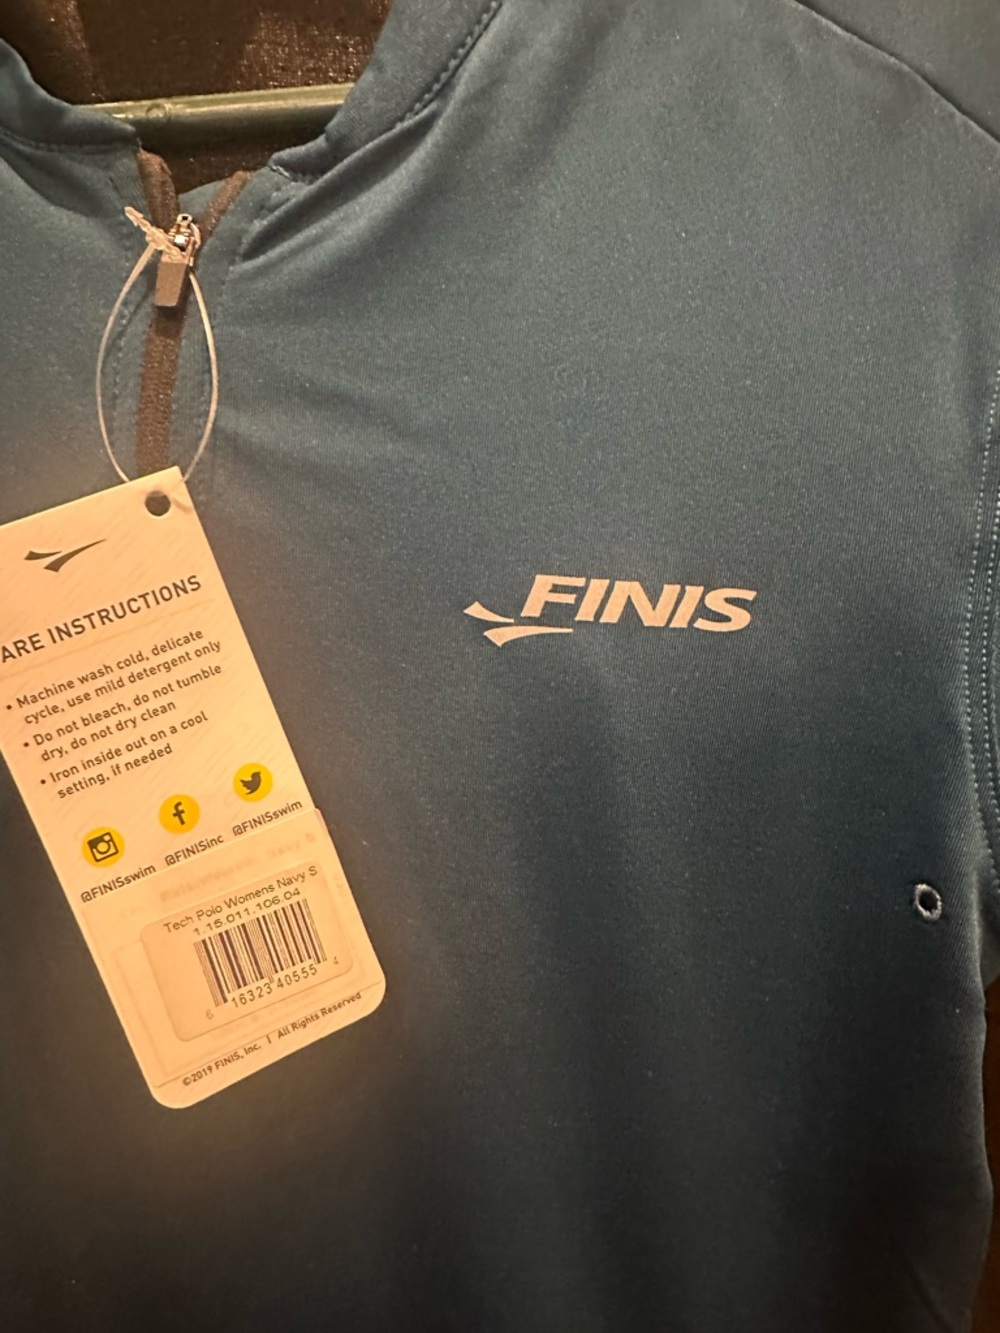 FINIS
ARE INSTRUCTIONS
• Machine wash cold, delicate
cycle, use mild detergent only
• Do not bleach, do not tumble
dry, do not dry clean
• Iron inside out on a cool
setting, if needed
@FINISswim @FINISinc @FINISswim
Tech Polo Womens Navy S
1.15.011.106.04
6 16323 40555 4
©2019 FINIS, Inc. | All Rights Reserved